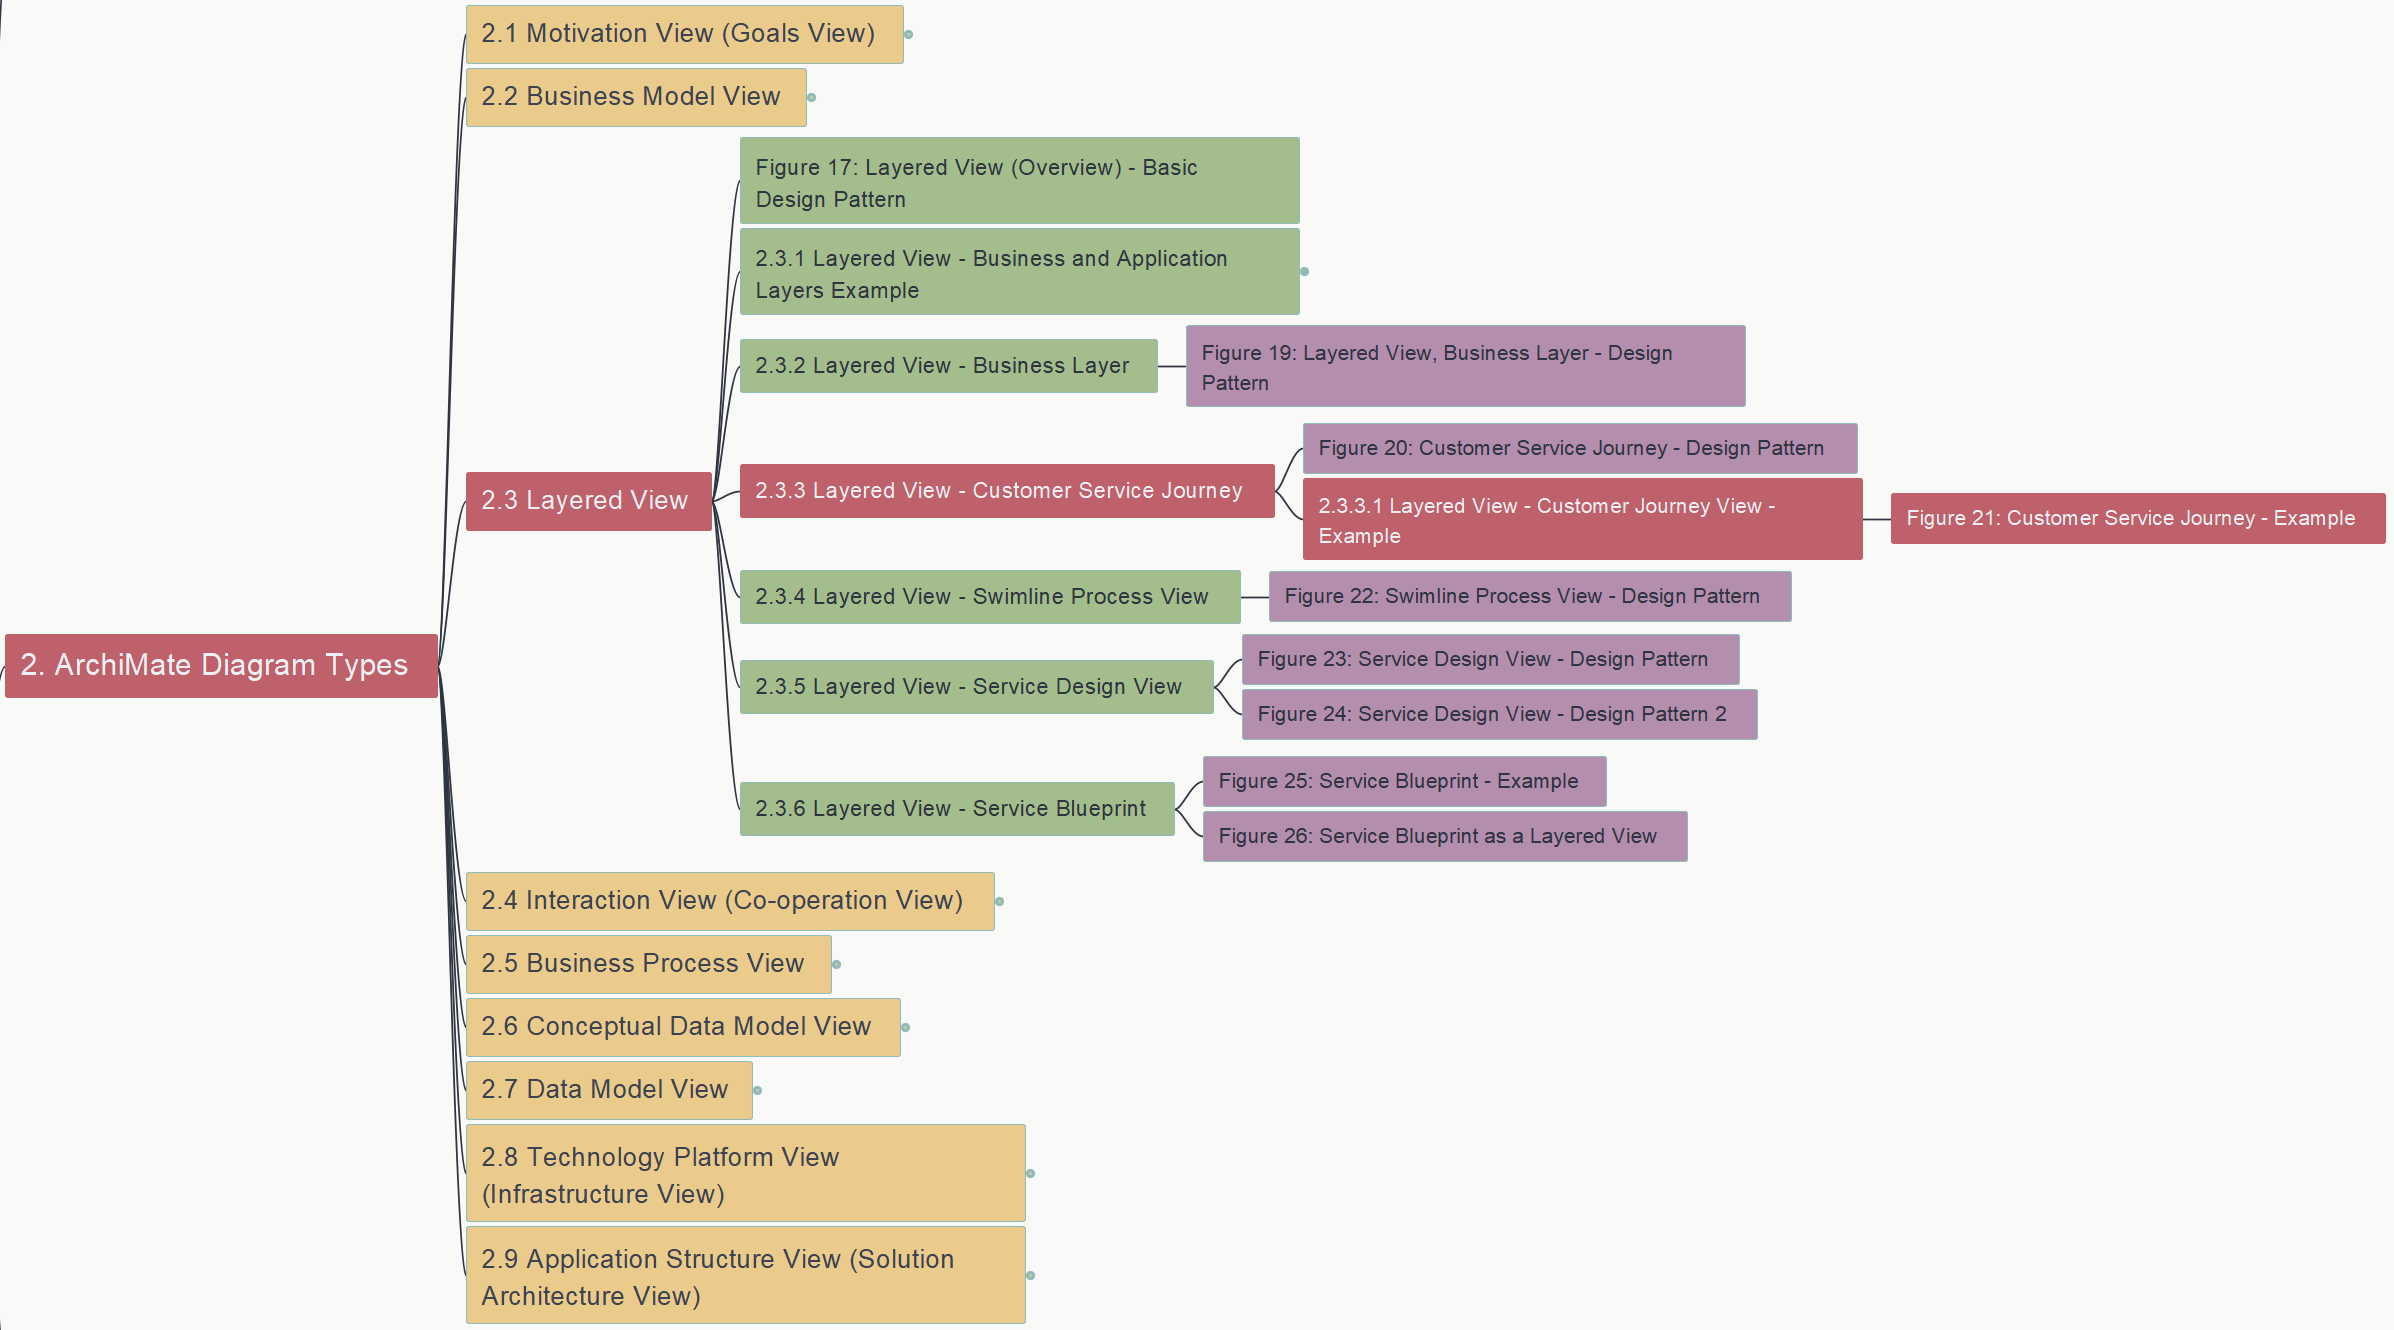 2.1 Motivation View (Goals View)
2.2 Business Model View
Figure 17: Layered View (Overview) - Basic
Design Pattern
2.3.1 Layered View - Business and Application
Layers Example
2.3.2 Layered View - Business Layer
Figure 19: Layered View, Business Layer - Design
Pattern
2.3 Layered View
2.3.3 Layered View - Customer Service Journey
Figure 20: Customer Service Journey - Design Pattern
2.3.3.1 Layered View - Customer Journey View -
Example
Figure 21: Customer Service Journey - Example
2.3.4 Layered View - Swimline Process View
Figure 22: Swimline Process View - Design Pattern
2. ArchiMate Diagram Types
2.3.5 Layered View - Service Design View
Figure 23: Service Design View - Design Pattern
Figure 24: Service Design View - Design Pattern 2
2.3.6 Layered View - Service Blueprint
Figure 25: Service Blueprint - Example
Figure 26: Service Blueprint as a Layered View
2.4 Interaction View (Co-operation View)
2.5 Business Process View
2.6 Conceptual Data Model View
2.7 Data Model View
2.8 Technology Platform View
(Infrastructure View)
2.9 Application Structure View (Solution
Architecture View)